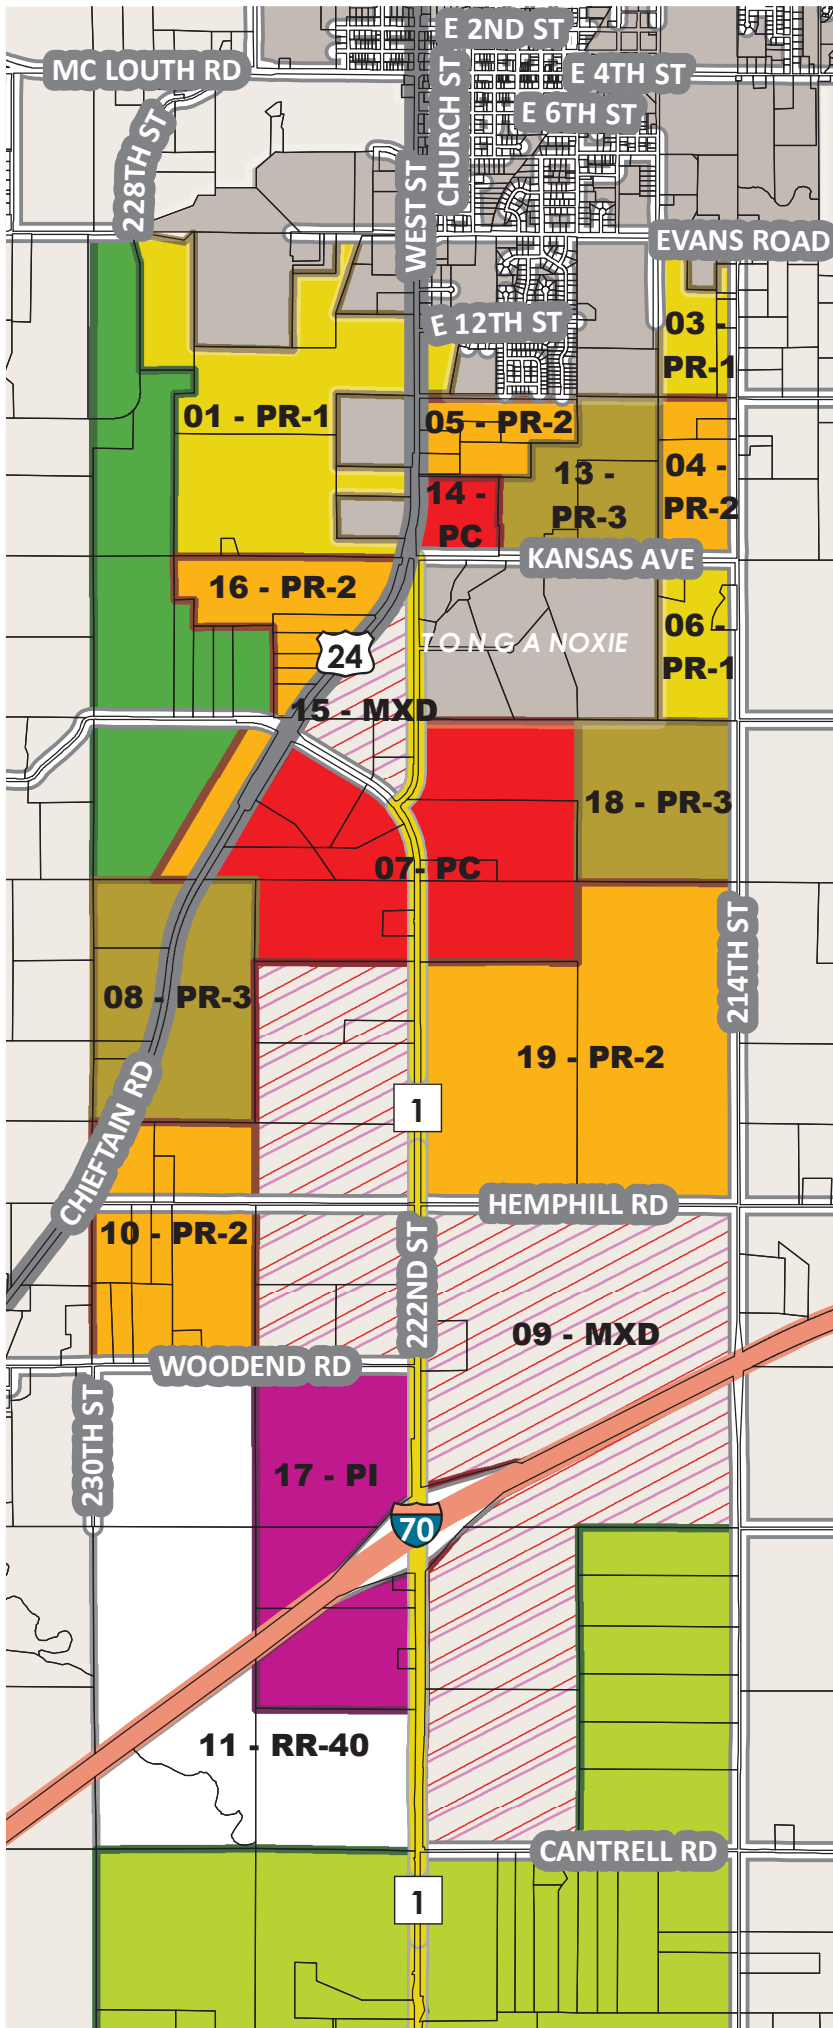 E 2ND ST
MC LOUTH RD
E 4TH ST
CHURCH ST
E 6TH ST
228TH ST
WEST ST
EVANS ROAD
E 12TH ST
03 -
PR-1
01 - PR-1
05 - PR-2
04 -
PR-2
13 -
PR-3
14 -
PC
KANSAS AVE
16 - PR-2
06 -
PR-1
TONGANOXIE
24
15 - MXD
18 - PR-3
07- PC
214TH ST
08 - PR-3
19 - PR-2
CHIEFTAIN RD
1
HEMPHILL RD
10 - PR-2
222ND ST
09 - MXD
WOODEND RD
230TH ST
17 - PI
70
11 - RR-40
CANTRELL RD
1